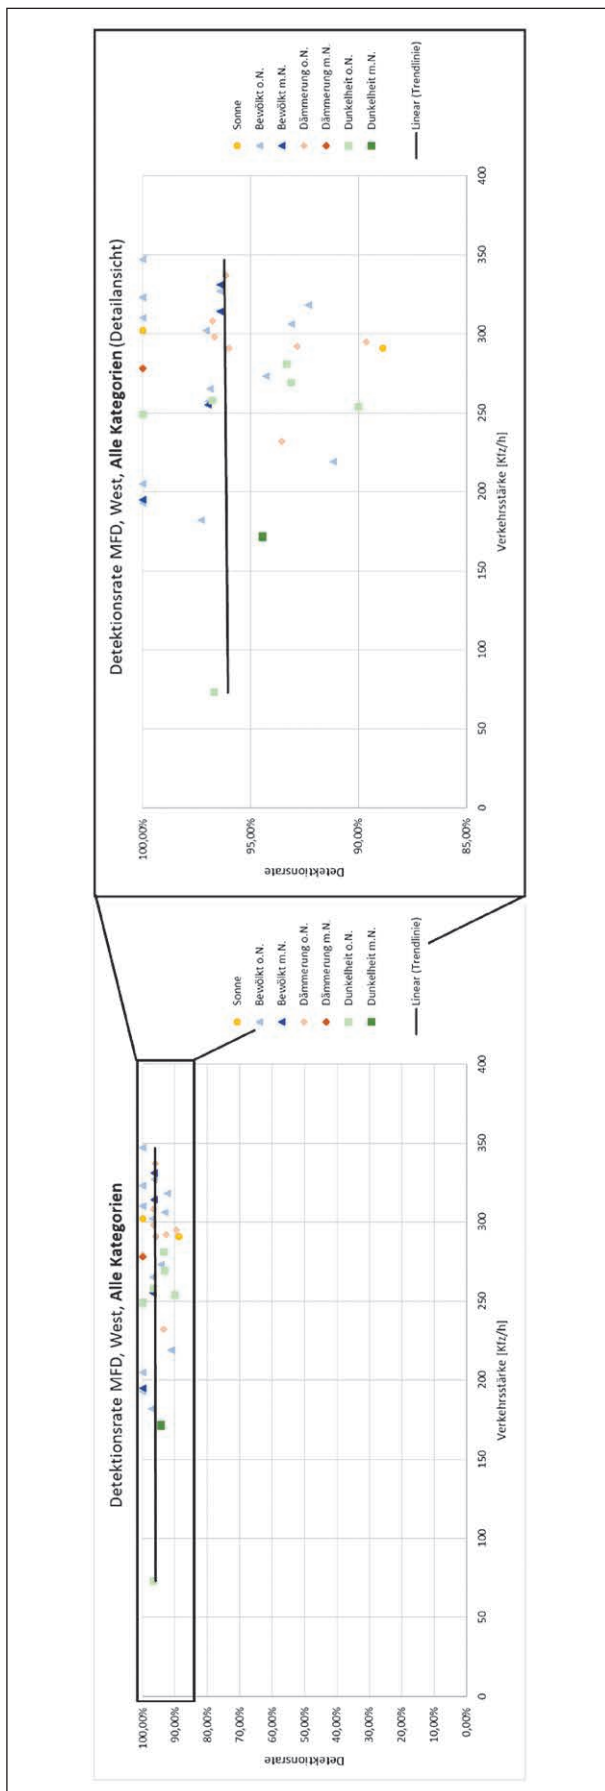 Detektionsrate MFD, West, Alle Kategorien
Detektionsrate
100,00%
90,00%
80,00%
70,00%
60,00%
50,00%
40,00%
30,00%
20,00%
10,00%
0,00%
0
50
100
150
200
250
300
350
400
Verkehrsstärke [Kfz/h]
Sonne
Bewölkt o.N.
Bewölkt m.N.
Dämmerung o.N.
Dämmerung m.N.
Dunkelheit o.N.
Dunkelheit m.N.
Linear (Trendlinie)
Detektionsrate MFD, West, Alle Kategorien (Detailansicht)
Detektionsrate
100,00%
95,00%
90,00%
85,00%
0
50
100
150
200
250
300
350
400
Verkehrsstärke [Kfz/h]
Sonne
Bewölkt o.N.
Bewölkt m.N.
Dämmerung o.N.
Dämmerung m.N.
Dunkelheit o.N.
Dunkelheit m.N.
Linear (Trendlinie)